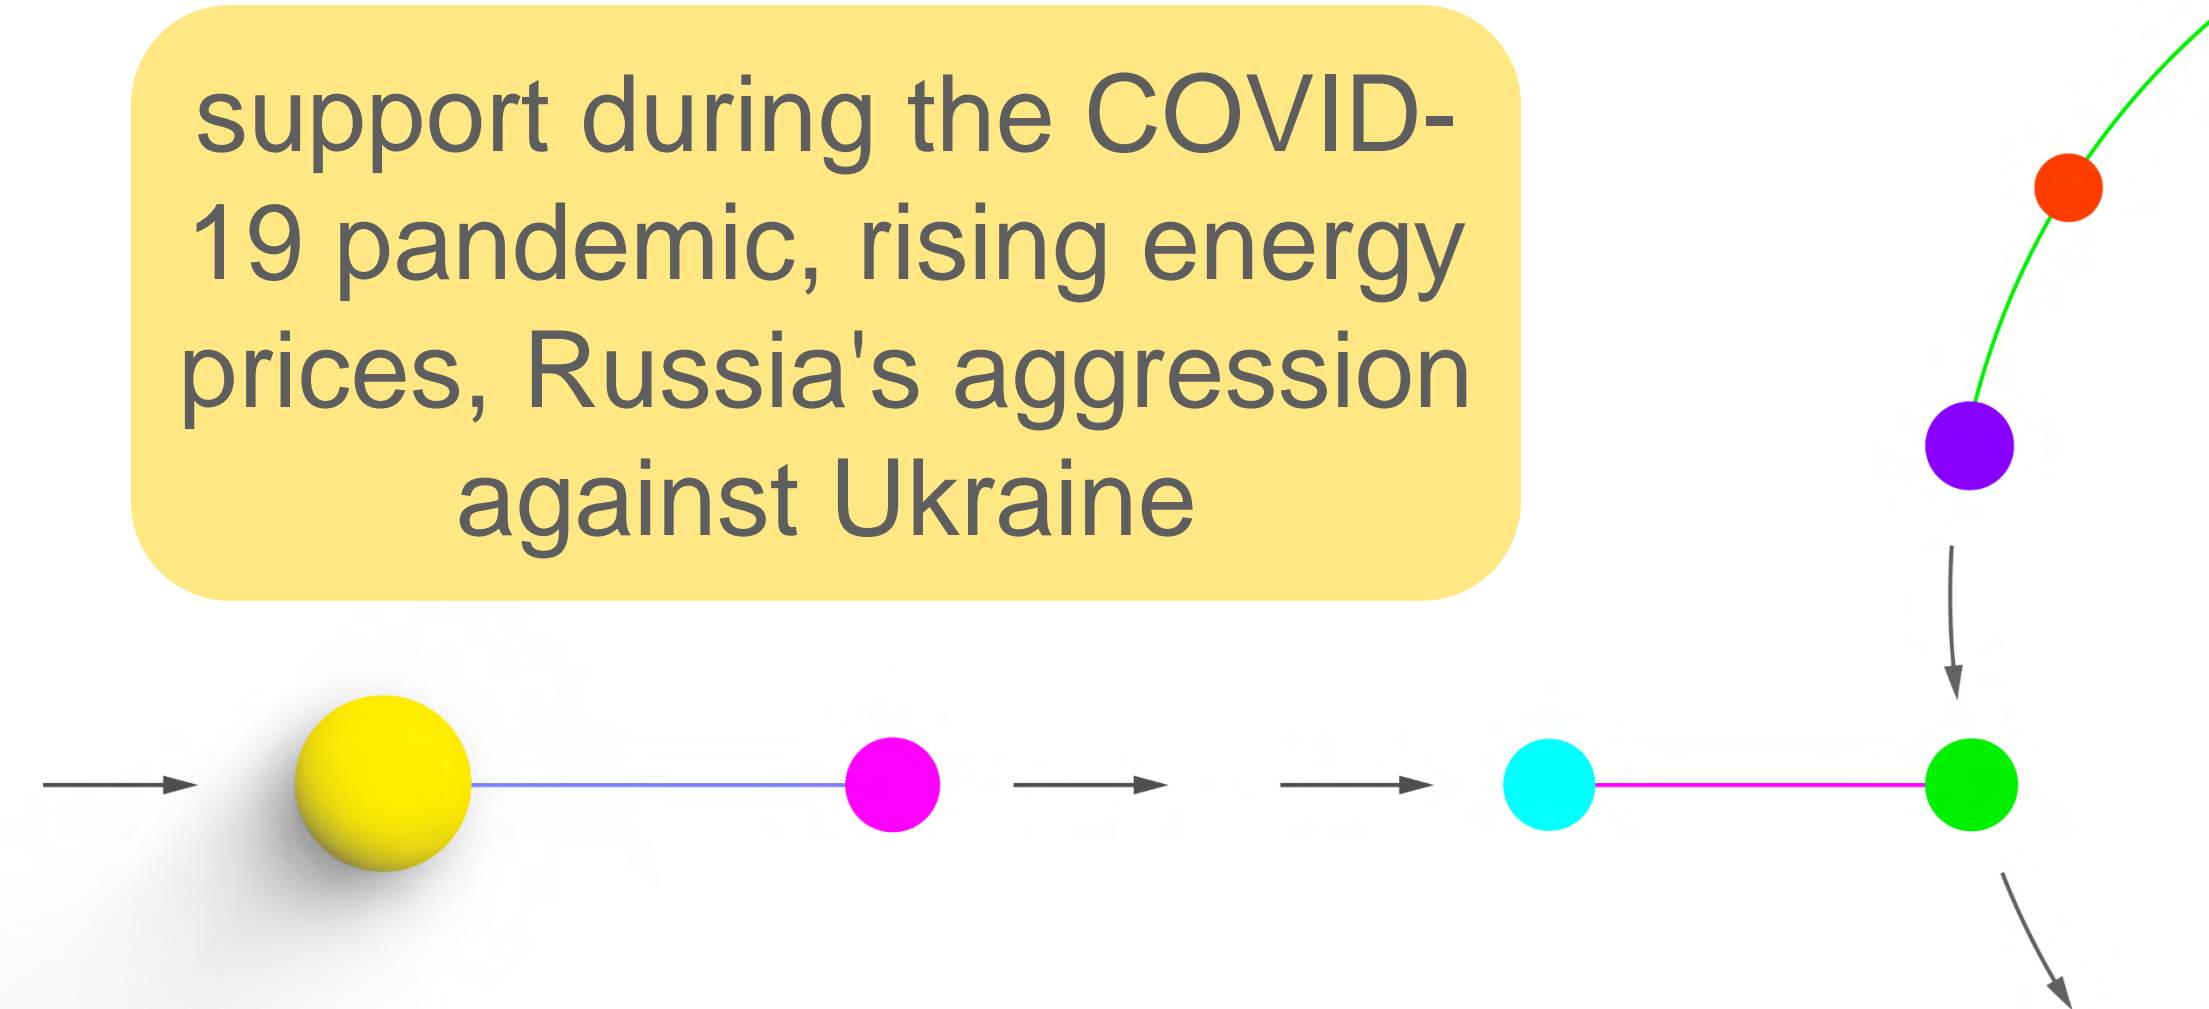 support during the COVID-
19 pandemic, rising energy
prices, Russia's aggression
against Ukraine